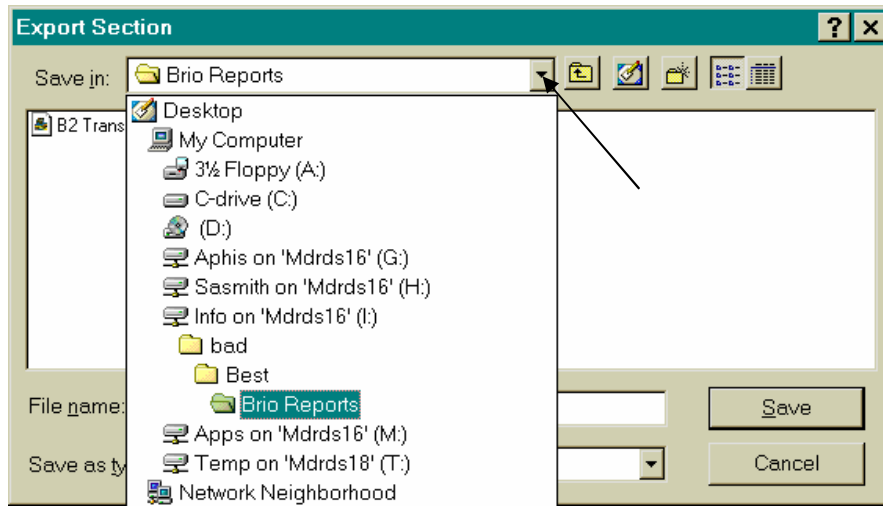 Export Section
Save in: Brio Reports
B2 Trans
Desktop
My Computer
3½ Floppy (A:)
C-drive (C:)
(D:)
Aphis on 'Mdrds16' (G:)
Sasmith on 'Mdrds16' (H:)
Info on 'Mdrds16' (I:)
bad
Best
File name: Brio Reports Save
Apps on 'Mdrds16' (M:)
Save as ty Temp on 'Mdrds18' (T:) Cancel
Network Neighborhood